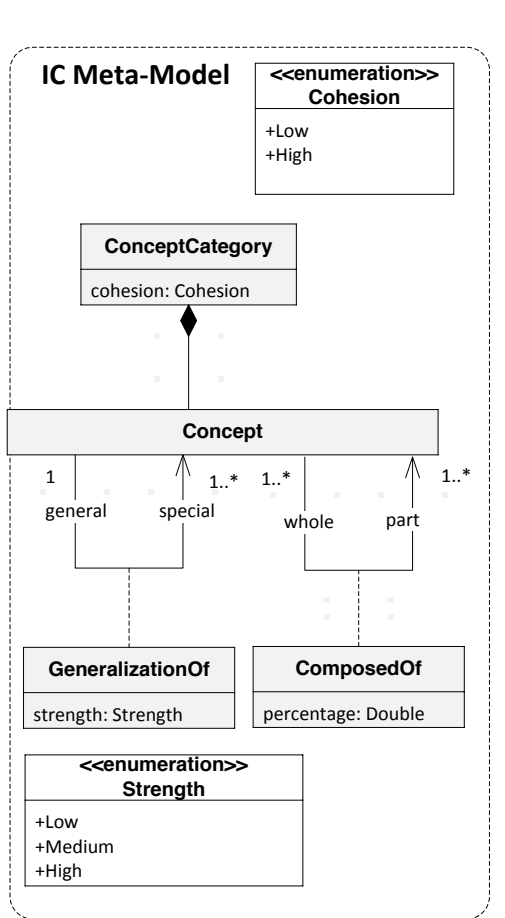 IC Meta-Model
<<enumeration>>
Cohesion
+Low
+High
ConceptCategory
cohesion: Cohesion
Concept
1 1..* 1..* 1..*
general special whole part
GeneralizationOf
strength: Strength
ComposedOf
percentage: Double
<<enumeration>>
Strength
+Low
+Medium
+High